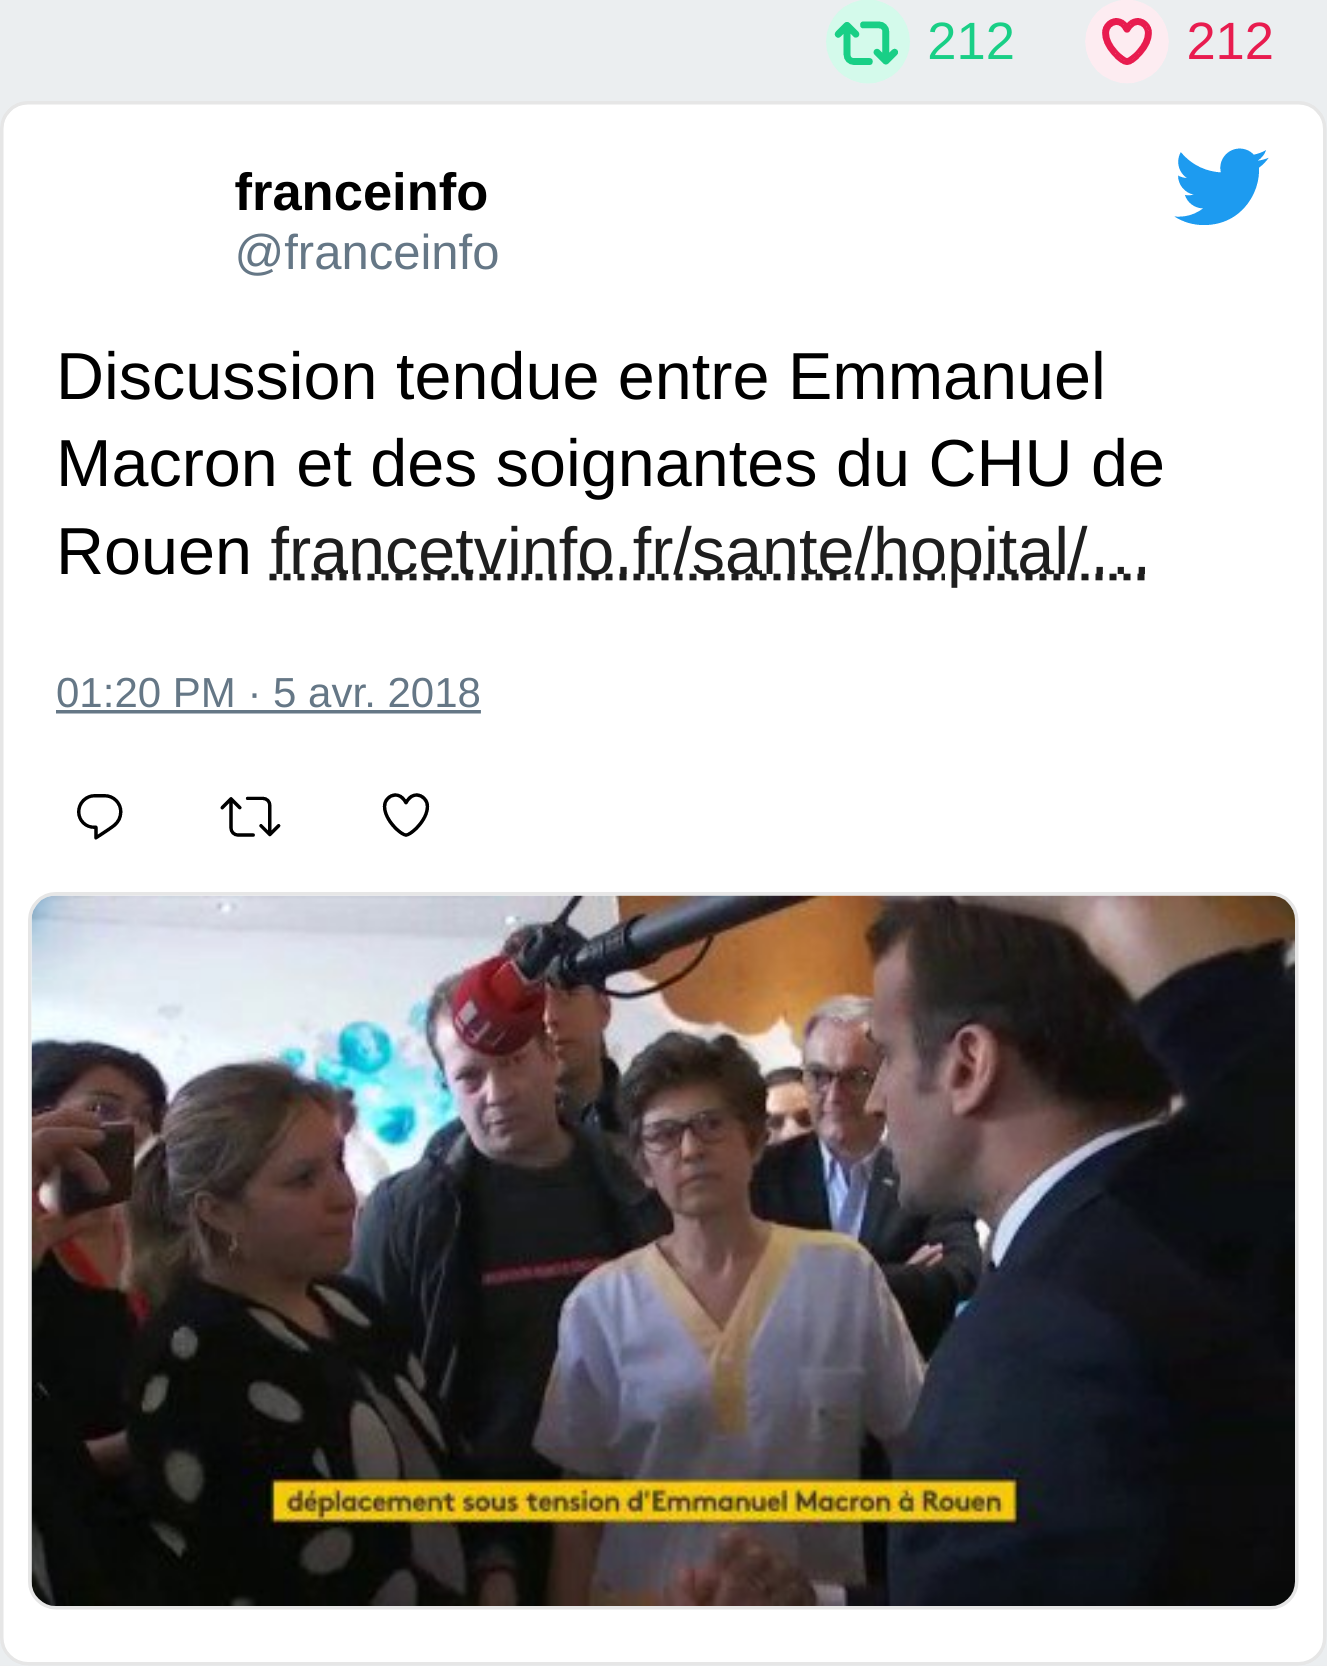 212 212
franceinfo
@franceinfo
Discussion tendue entre Emmanuel
Macron et des soignantes du CHU de
Rouen francetvinfo.fr/sante/hopital/...
01:20 PM · 5 avr. 2018
déplacement sous tension d'Emmanuel Macron à Rouen